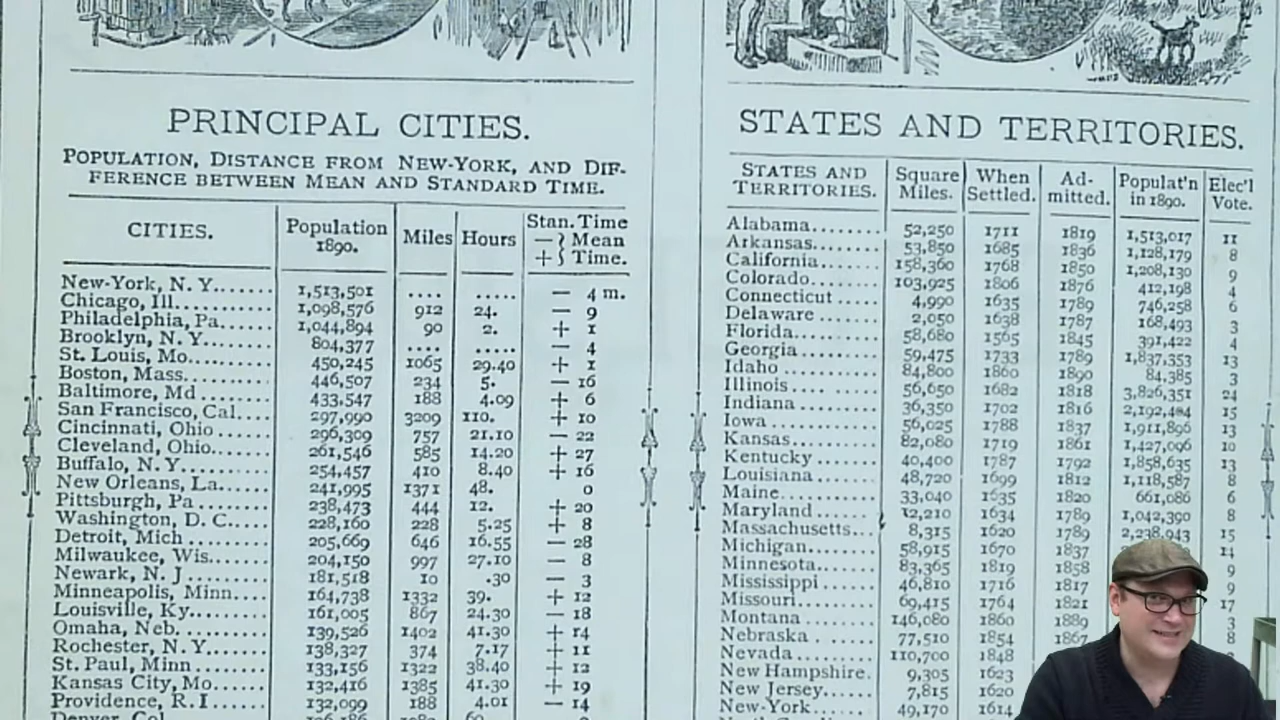 PRINCIPAL CITIES.
POPULATION, DISTANCE FROM NEW-YORK, AND DIF-
FERENCE BETWEEN MEAN AND STANDARD TIME.
CITIES. Population 1890. Miles Hours Stan. Time — } Mean + } Time.
New-York, N. Y...... 1,513,501 .... ..... — 4 m.
Chicago, Ill........ 1,098,576 912 24. — 9
Philadelphia, Pa..... 1,044,894 90 2. + 1
Brooklyn, N. Y...... 804,377 .... ..... — 4
St. Louis, Mo....... 450,245 1065 29.40 + 1
Boston, Mass....... 446,507 234 5. — 16
Baltimore, Md...... 433,547 188 4.09 + 6
San Francisco, Cal... 297,990 3209 110. + 10
Cincinnati, Ohio..... 296,309 757 21.10 — 22
Cleveland, Ohio..... 261,546 585 14.20 + 27
Buffalo, N. Y....... 254,457 410 8.40 + 16
New Orleans, La.... 241,995 1371 48. 0
Pittsburgh, Pa...... 238,473 444 12. + 20
Washington, D. C.... 228,160 228 5.25 + 8
Detroit, Mich....... 205,669 646 16.55 — 28
Milwaukee, Wis..... 204,150 997 27.10 — 8
Newark, N. J....... 181,518 10 .30 — 3
Minneapolis, Minn... 164,738 1332 39. + 12
Louisville, Ky...... 161,005 867 24.30 — 18
Omaha, Neb....... 139,526 1402 41.30 + 14
Rochester, N. Y..... 138,327 374 7.17 + 11
St. Paul, Minn...... 133,156 1322 38.40 + 12
Kansas City, Mo..... 132,416 1385 41.30 + 19
Providence, R. I..... 132,099 188 4.01 — 14
Denver, Col
STATES AND TERRITORIES.
STATES AND TERRITORIES. Square Miles. When Settled. Ad-mitted. Populat'n in 1890. Elec'l Vote.
Alabama........ 52,250 1711 1819 1,513,017 11
Arkansas....... 53,850 1685 1836 1,128,179 8
California....... 158,360 1768 1850 1,208,130 9
Colorado....... 103,925 1806 1876 412,198 4
Connecticut..... 4,990 1635 1789 746,258 6
Delaware....... 2,050 1638 1787 168,493 3
Florida......... 58,680 1565 1845 391,422 4
Georgia........ 59,475 1733 1789 1,837,353 13
Idaho.......... 84,800 1860 1890 84,385 3
Illinois......... 56,650 1682 1818 3,826,351 24
Indiana........ 36,350 1702 1816 2,192,484 15
Iowa........... 56,025 1788 1837 1,911,896 13
Kansas......... 82,080 1719 1861 1,427,096 10
Kentucky....... 40,400 1787 1792 1,858,635 13
Louisiana....... 48,720 1699 1812 1,118,587 8
Maine.......... 33,040 1635 1820 661,086 6
Maryland....... 12,210 1634 1789 1,042,390 8
Massachusetts... 8,315 1620 1789 2,238,943 15
Michigan....... 58,915 1670 1837 14
Minnesota...... 83,365 1819 1858 9
Mississippi...... 46,810 1716 1817 9
Missouri........ 69,415 1764 1821 17
Montana....... 146,080 1860 1889 3
Nebraska....... 77,510 1854 1867 8
Nevada........ 110,700 1848
New Hampshire. 9,305 1623
New Jersey..... 7,815 1620
New-York...... 49,170 1614